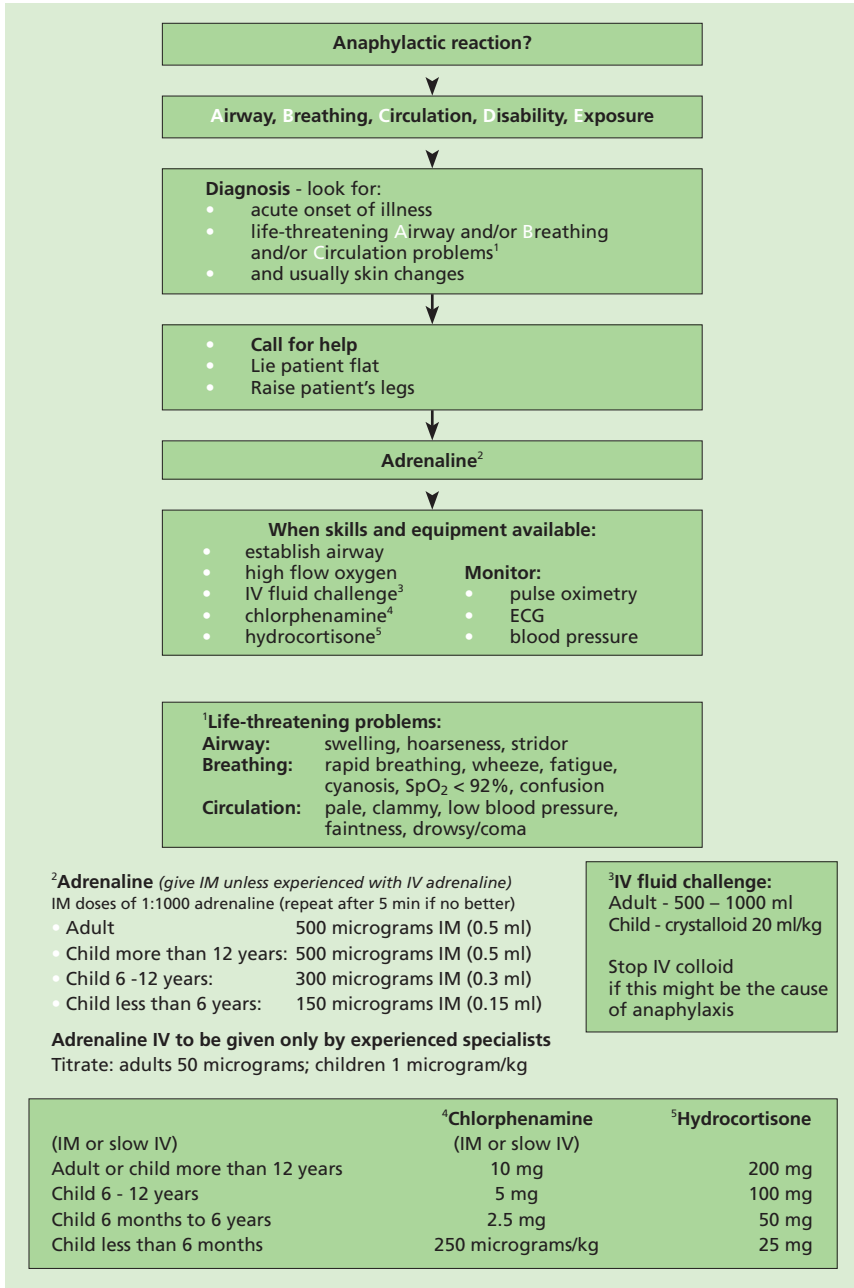 Anaphylactic reaction?
Airway, Breathing, Circulation, Disability, Exposure
Diagnosis - look for:
• acute onset of illness
• life-threatening Airway and/or Breathing
and/or Circulation problems¹
• and usually skin changes
• Call for help
• Lie patient flat
• Raise patient's legs
Adrenaline²
When skills and equipment available:
• establish airway
• high flow oxygen
• IV fluid challenge³
• chlorphenamine⁴
• hydrocortisone⁵
Monitor:
• pulse oximetry
• ECG
• blood pressure
¹Life-threatening problems:
Airway: swelling, hoarseness, stridor
Breathing: rapid breathing, wheeze, fatigue,
cyanosis, SpO₂ < 92%, confusion
Circulation: pale, clammy, low blood pressure,
faintness, drowsy/coma
²Adrenaline (give IM unless experienced with IV adrenaline)
IM doses of 1:1000 adrenaline (repeat after 5 min if no better)
• Adult 500 micrograms IM (0.5 ml)
• Child more than 12 years: 500 micrograms IM (0.5 ml)
• Child 6 -12 years: 300 micrograms IM (0.3 ml)
• Child less than 6 years: 150 micrograms IM (0.15 ml)
Adrenaline IV to be given only by experienced specialists
Titrate: adults 50 micrograms; children 1 microgram/kg
³IV fluid challenge:
Adult - 500 – 1000 ml
Child - crystalloid 20 ml/kg
Stop IV colloid
if this might be the cause
of anaphylaxis
⁴Chlorphenamine ⁵Hydrocortisone
(IM or slow IV) (IM or slow IV)
Adult or child more than 12 years 10 mg 200 mg
Child 6 - 12 years 5 mg 100 mg
Child 6 months to 6 years 2.5 mg 50 mg
Child less than 6 months 250 micrograms/kg 25 mg